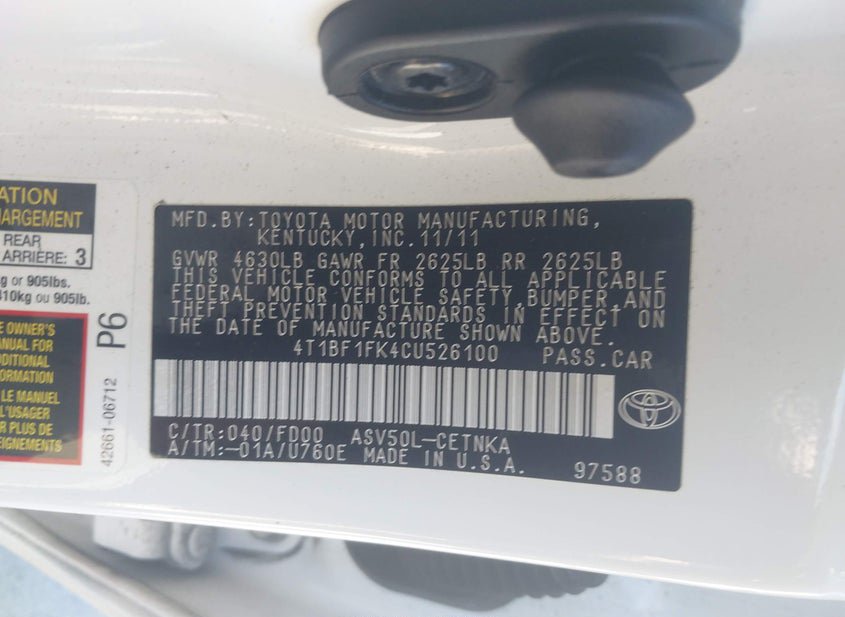 ATION
HARGEMENT
REAR
ARRIÈRE: 3
g or 905lbs.
410kg ou 905lb.
E OWNER'S
ANUAL FOR
DDITIONAL
ORMATION
LE MANUEL
L'USAGER
R PLUS DE
P6
42661-06712
MFD.BY:TOYOTA MOTOR MANUFACTURING,
KENTUCKY,INC.11/11
GVWR 4630LB GAWR FR 2625LB RR 2625LB
THIS VEHICLE CONFORMS TO ALL APPLICABLE
FEDERAL MOTOR VEHICLE SAFETY,BUMPER,AND
THEFT PREVENTION STANDARDS IN EFFECT ON
THE DATE OF MANUFACTURE SHOWN ABOVE.
4T1BF1FK4CU526100 PASS.CAR
C/TR:040/FD00 ASV50L-CETNKA
A/TM:-01A/U760E MADE IN U.S.A.
97588